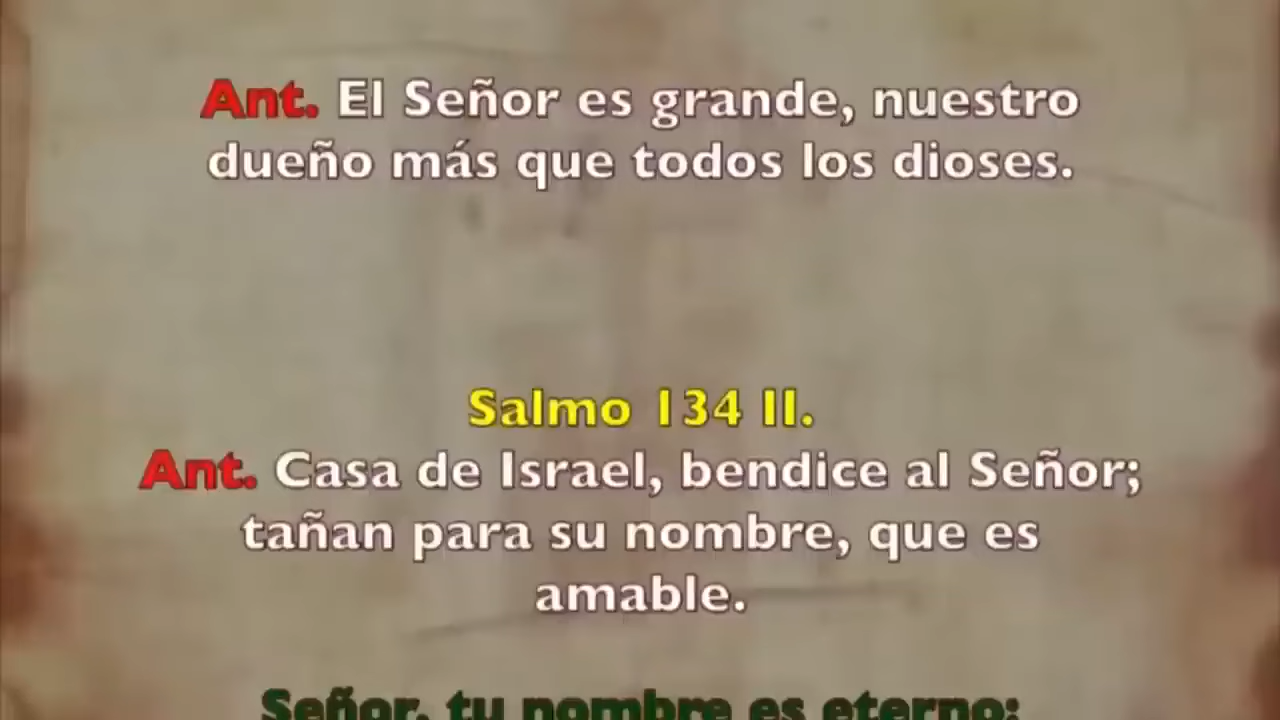 Ant. El Señor es grande, nuestro
dueño más que todos los dioses.
Salmo 134 II.
Ant. Casa de Israel, bendice al Señor;
tañan para su nombre, que es
amable.
Señor, tu nombre es eterno;